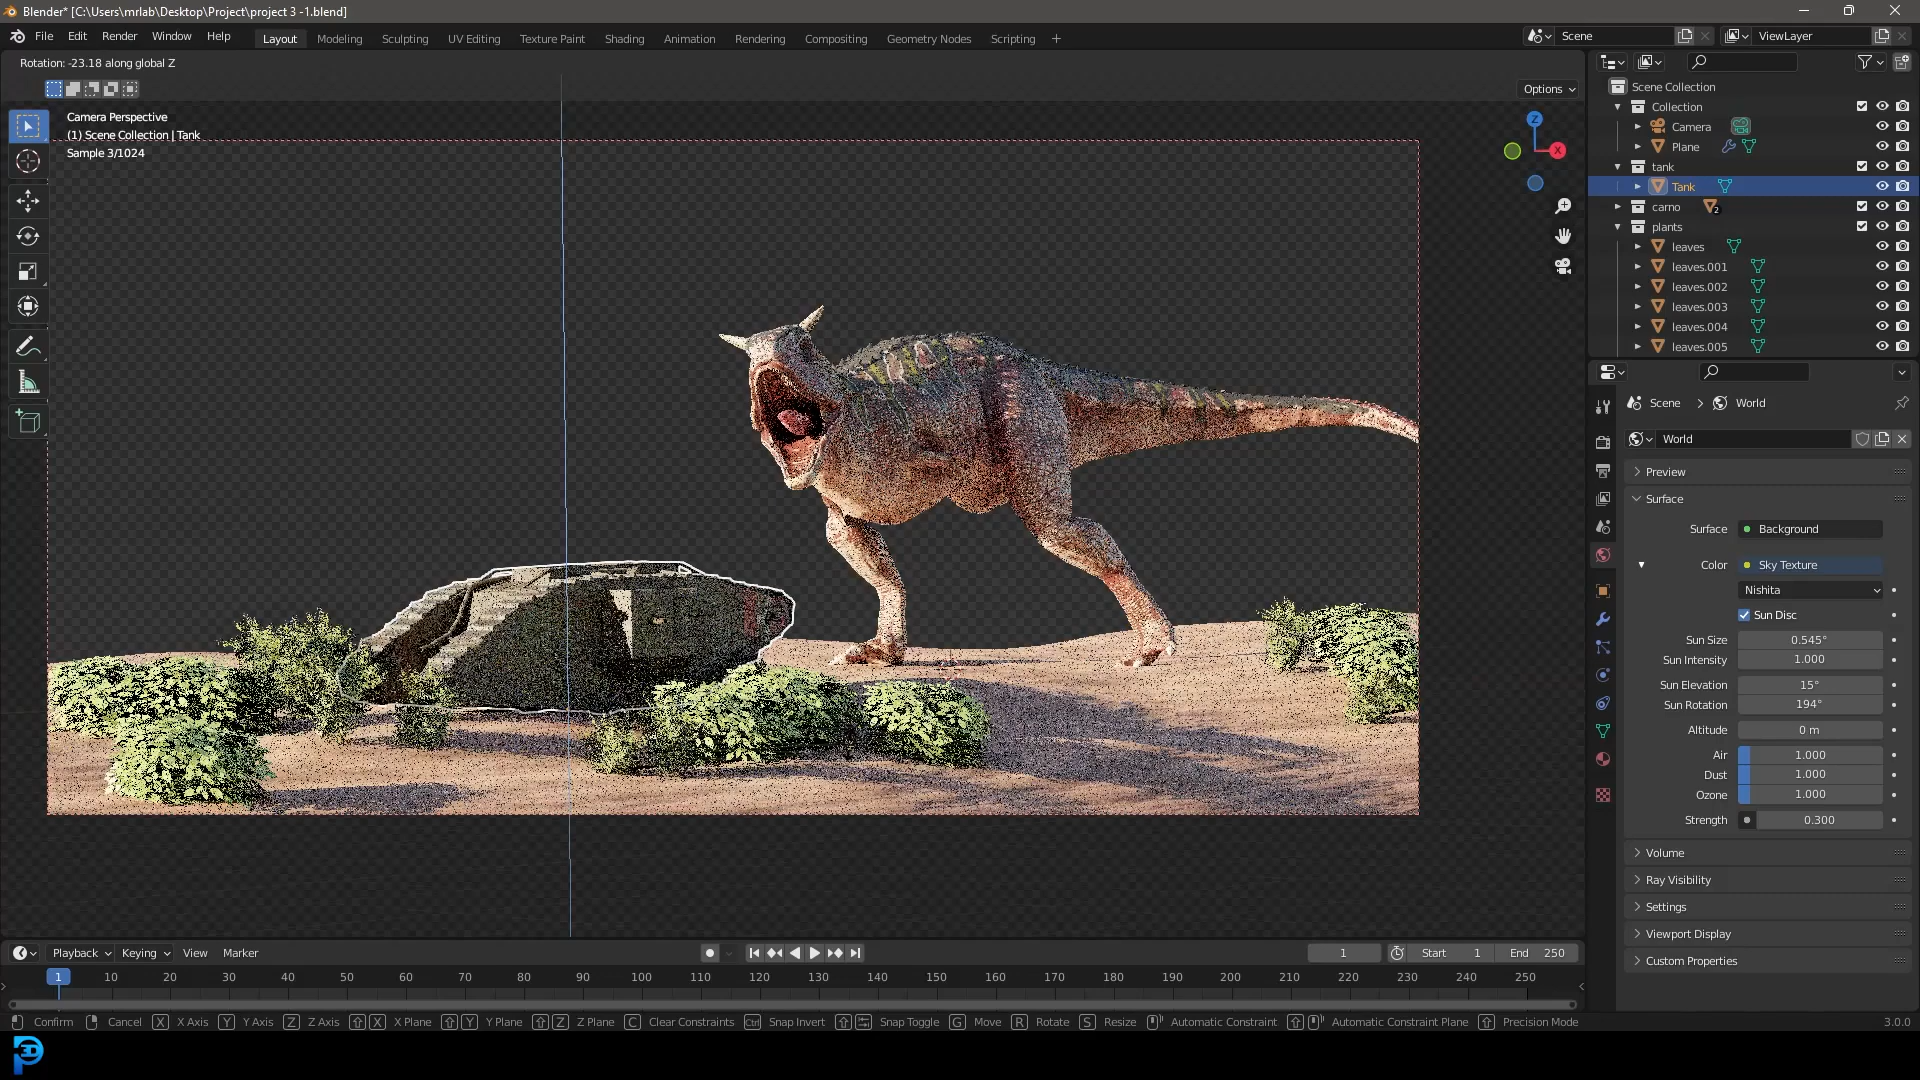 Blender* [C:\Users\mrlab\Desktop\Project\project 3 -1.blend]
File Edit Render Window Help Layout Modeling Sculpting UV Editing Texture Paint Shading Animation Rendering Compositing Geometry Nodes Scripting + Scene ViewLayer
Rotation: -23.18 along global Z
Options
Camera Perspective
(1) Scene Collection | Tank
Sample 3/1024
Z
X
Scene Collection
Collection
Camera
Plane
tank
Tank
carno 2
plants
leaves
leaves.001
leaves.002
leaves.003
leaves.004
leaves.005
Scene > World
World
Preview
Surface
Surface Background
Color Sky Texture
Nishita
Sun Disc
Sun Size 0.545°
Sun Intensity 1.000
Sun Elevation 15°
Sun Rotation 194°
Altitude 0 m
Air 1.000
Dust 1.000
Ozone 1.000
Strength 0.300
Volume
Ray Visibility
Settings
Viewport Display
Custom Properties
Playback Keying View Marker 1 Start 1 End 250
1 10 20 30 40 50 60 70 80 90 100 110 120 130 140 150 160 170 180 190 200 210 220 230 240 250
Confirm Cancel X X Axis Y Y Axis Z Z Axis X X Plane Y Y Plane Z Z Plane C Clear Constraints Ctrl Snap Invert Snap Toggle G Move R Rotate S Resize Automatic Constraint Automatic Constraint Plane Precision Mode 3.0.0